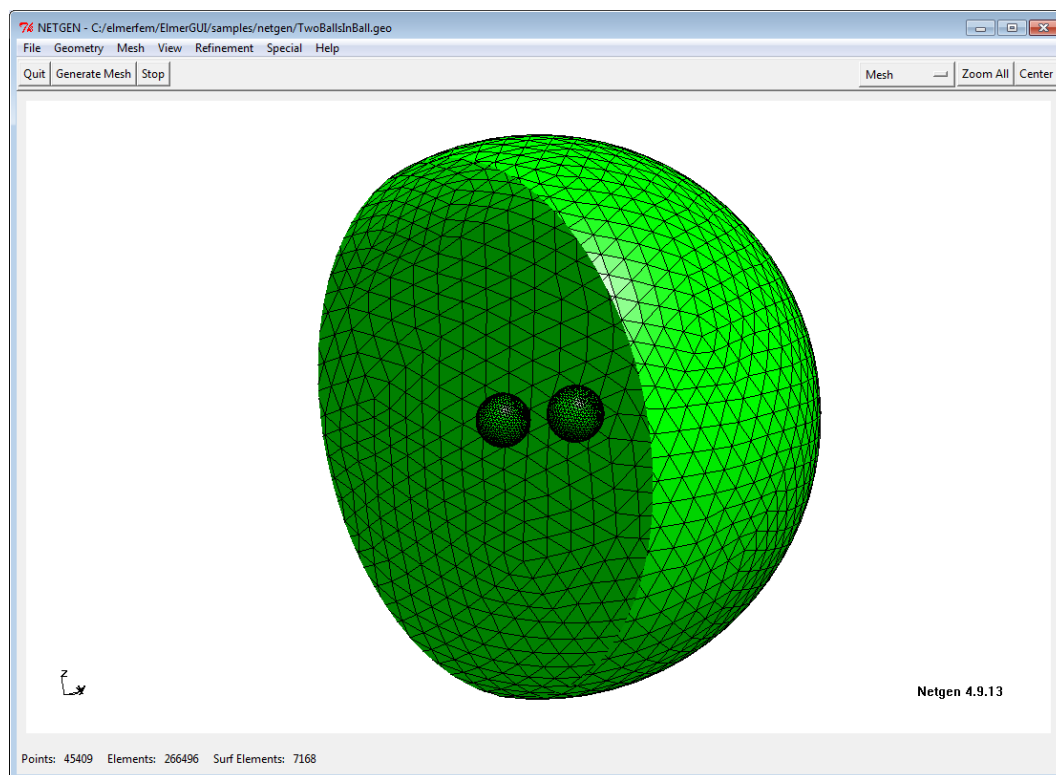 NETGEN - C:/elmerfem/ElmerGUI/samples/netgen/TwoBallsInBall.geo
File Geometry Mesh View Refinement Special Help
Quit Generate Mesh Stop Mesh Zoom All Center
z
Netgen 4.9.13
Points: 45409 Elements: 266496 Surf Elements: 7168